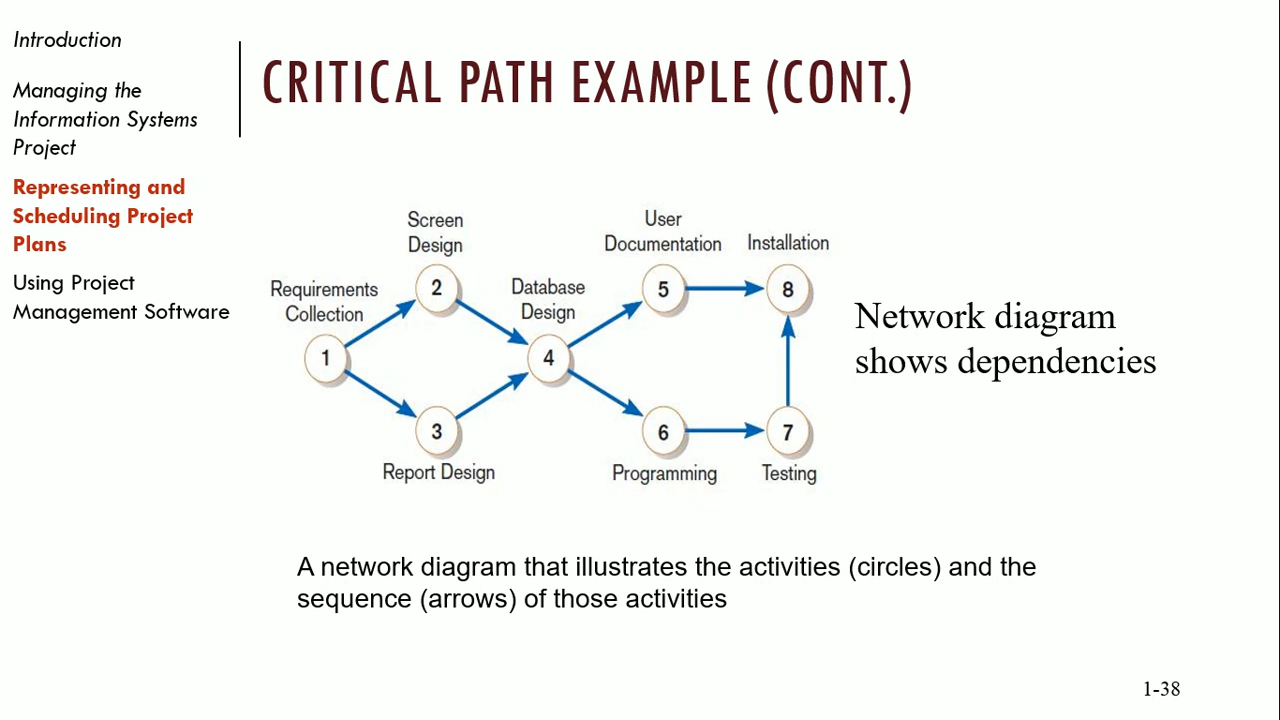 Introduction
Managing the
Information Systems
Project
Representing and
Scheduling Project
Plans
Using Project
Management Software
CRITICAL PATH EXAMPLE (CONT.)
Screen
Design
User
Documentation
Installation
Requirements
Collection
2
Database
Design
5
8
1
4
3
6
7
Report Design
Programming
Testing
Network diagram
shows dependencies
A network diagram that illustrates the activities (circles) and the
sequence (arrows) of those activities
1-38